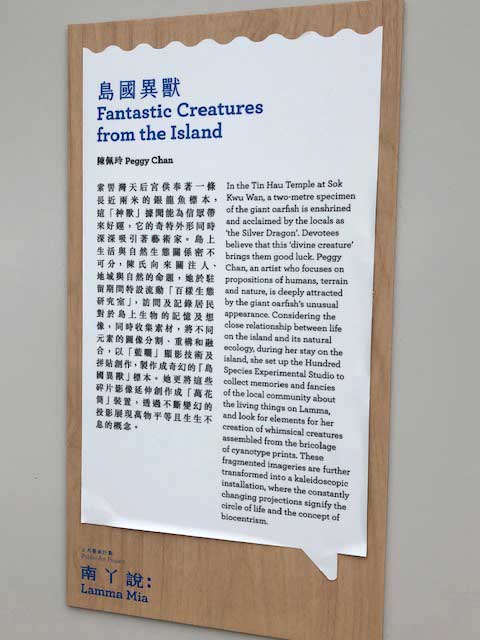 島國異獸
Fantastic Creatures
from the Island
陳佩玲 Peggy Chan
索罟灣天后宮供奉著一條
長近兩米的銀龍魚標本，
這「神獸」據聞能為信眾帶
來好運，它的奇特外形同時
深深吸引著藝術家。島上
生活與自然生態關係密不
可分，陳氏向來關注人、
地域與自然的命題，她於駐
留期間特設流動「百樣生態
研究室」，訪問及記錄居民
對於島上生物的記憶及想
像，同時收集素材，將不同
元素的圖像分割、重構和融
合，以「藍曬」顯影技術及
拼貼創作，製作成奇幻的「島
國異獸」標本。她更將這些
碎片影像延伸創作成「萬花
筒」裝置，透過不斷變幻的
投影展現萬物平等且生生不
息的概念。
In the Tin Hau Temple at Sok
Kwu Wan, a two-metre specimen
of the giant oarfish is enshrined
and acclaimed by the locals as
‘the Silver Dragon’. Devotees
believe that this ‘divine creature’
brings them good luck. Peggy
Chan, an artist who focuses on
propositions of humans, terrain
and nature, is deeply attracted
by the giant oarfish’s unusual
appearance. Considering the
close relationship between life
on the island and its natural
ecology, during her stay on the
island, she set up the Hundred
Species Experimental Studio to
collect memories and fancies
of the local community about
the living things on Lamma,
and look for elements for her
creation of whimsical creatures
assembled from the bricolage
of cyanotype prints. These
fragmented imageries are further
transformed into a kaleidoscopic
installation, where the constantly
changing projections signify the
circle of life and the concept of
biocentrism.
公共藝術計劃
Public Art Project
南丫說：
Lamma Mia